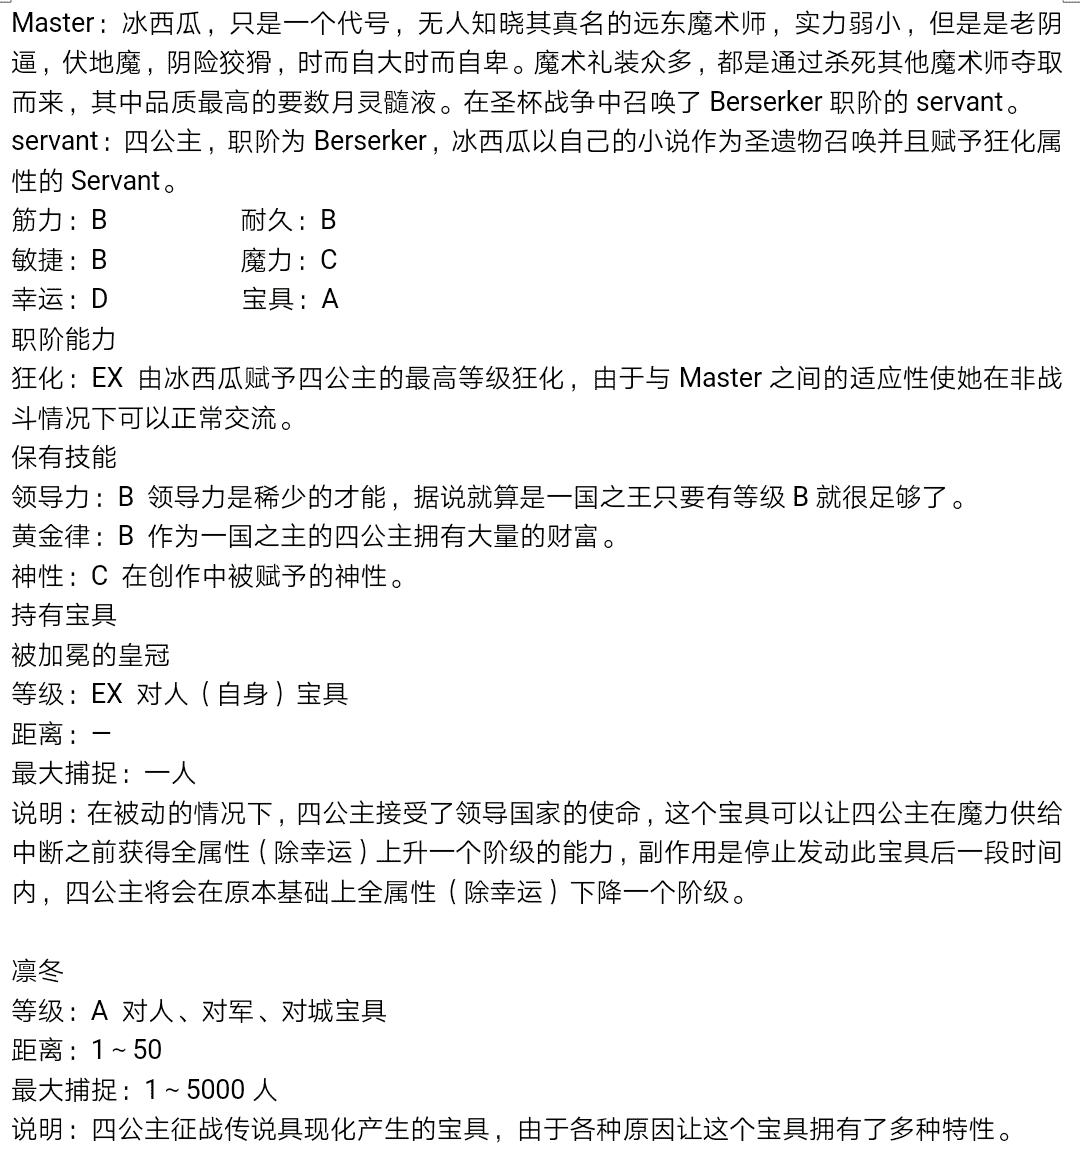 Master：冰西瓜，只是一个代号，无人知晓其真名的远东魔术师，实力弱小，但是是老阴
逼，伏地魔，阴险狡猾，时而自大时而自卑。魔术礼装众多，都是通过杀死其他魔术师夺取
而来，其中品质最高的要数月灵髓液。在圣杯战争中召唤了 Berserker 职阶的 servant。
servant：四公主，职阶为 Berserker，冰西瓜以自己的小说作为圣遗物召唤并且赋予狂化属
性的 Servant。
筋力：B 耐久：B
敏捷：B 魔力：C
幸运：D 宝具：A
职阶能力
狂化：EX 由冰西瓜赋予四公主的最高等级狂化，由于与 Master 之间的适应性使她在非战
斗情况下可以正常交流。
保有技能
领导力：B 领导力是稀少的才能，据说就算是一国之王只要有等级 B 就很足够了。
黄金律：B 作为一国之主的四公主拥有大量的财富。
神性：C 在创作中被赋予的神性。
持有宝具
被加冕的皇冠
等级：EX 对人（自身）宝具
距离：—
最大捕捉：一人
说明：在被动的情况下，四公主接受了领导国家的使命，这个宝具可以让四公主在魔力供给
中断之前获得全属性（除幸运）上升一个阶级的能力，副作用是停止发动此宝具后一段时间
内，四公主将会在原本基础上全属性（除幸运）下降一个阶级。
凛冬
等级：A 对人、对军、对城宝具
距离：1～50
最大捕捉：1～5000 人
说明：四公主征战传说具现化产生的宝具，由于各种原因让这个宝具拥有了多种特性。